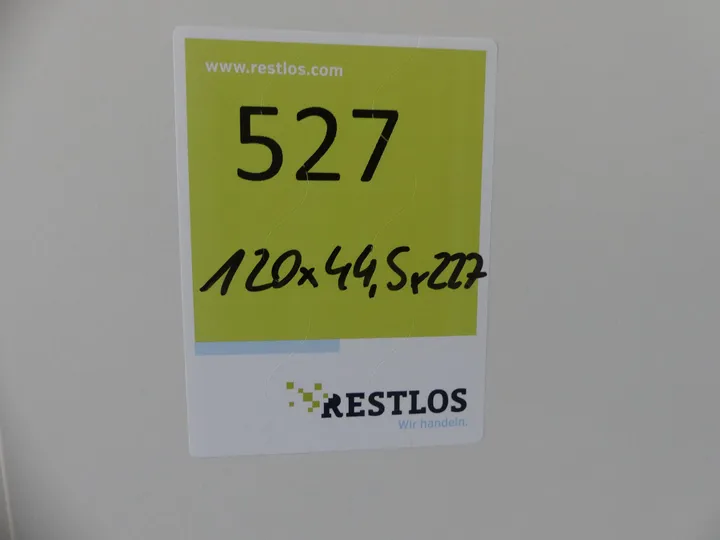 www.restlos.com
527
120x44,5x227
RESTLOS
Wir handeln.